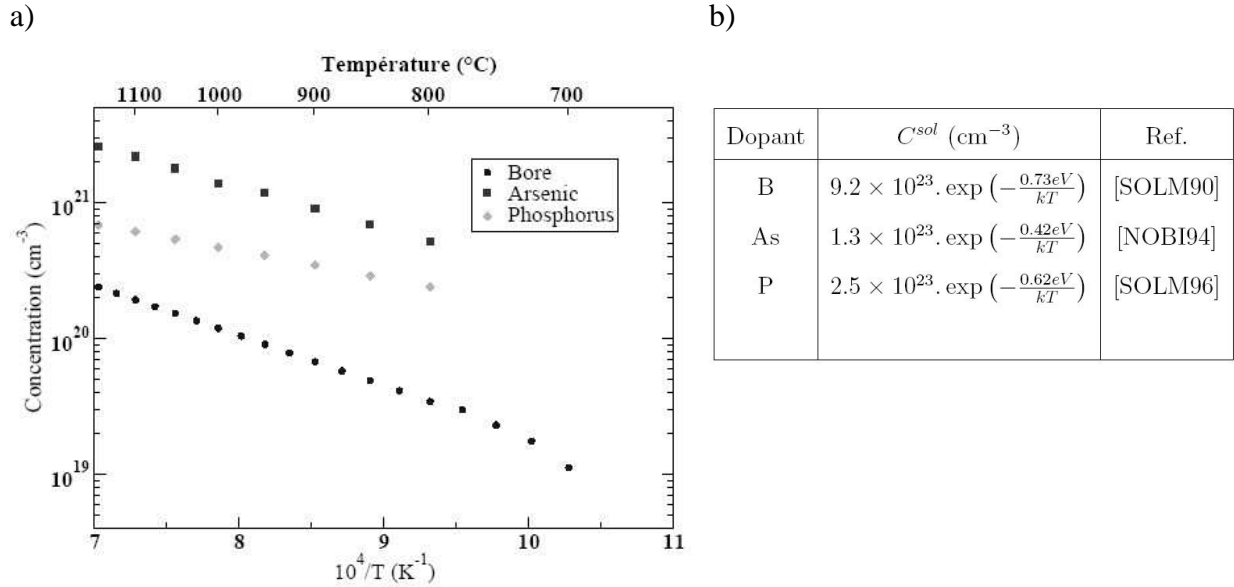 a)
b)
Température (°C)
1100 1000 900 800 700
10^21
10^20
10^19
Concentration (cm^-3)
Bore
Arsenic
Phosphorus
7 8 9 10 11
10^4/T (K^-1)
Dopant C^sol (cm^−3) Ref.
B 9.2 × 10^23. exp (−0.73eV/kT) [SOLM90]
As 1.3 × 10^23. exp (−0.42eV/kT) [NOBI94]
P 2.5 × 10^23. exp (−0.62eV/kT) [SOLM96]